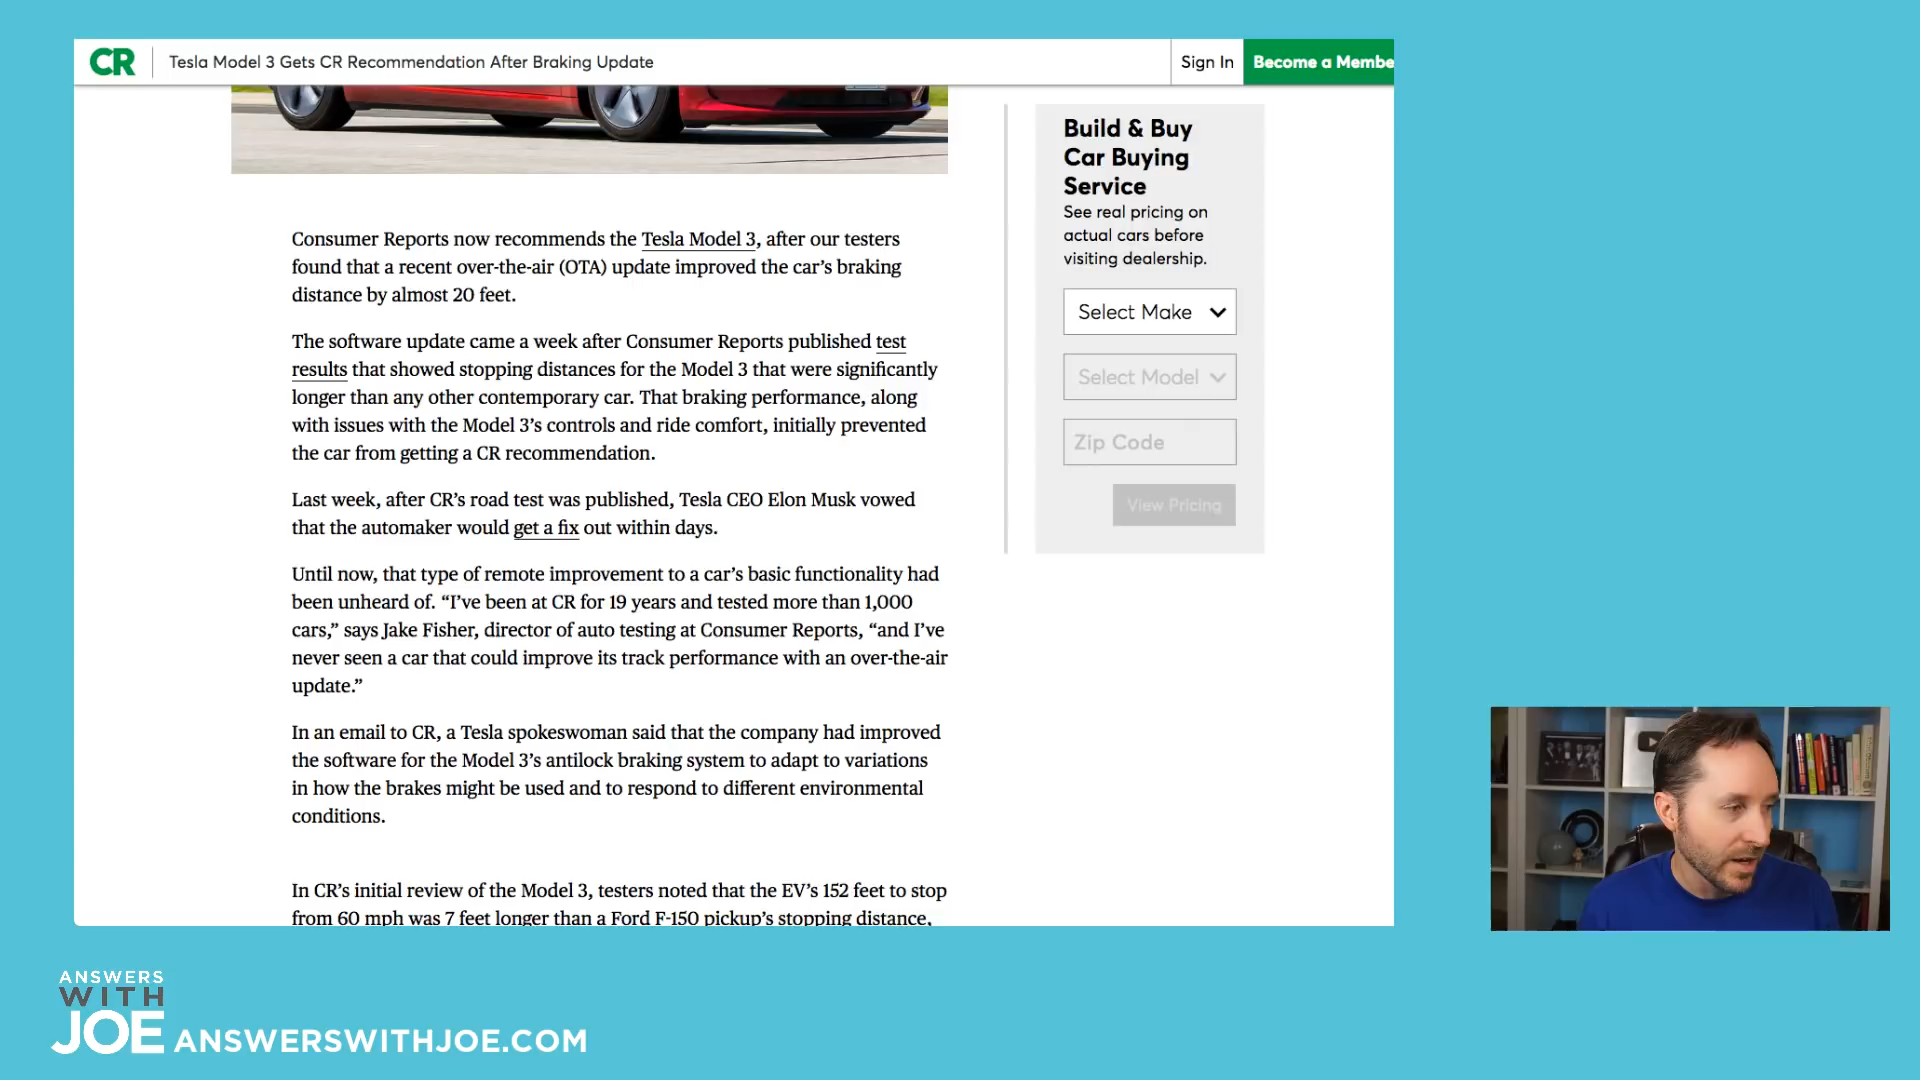 CR
Tesla Model 3 Gets CR Recommendation After Braking Update
Sign In
Become a Membe
Consumer Reports now recommends the Tesla Model 3, after our testers
found that a recent over-the-air (OTA) update improved the car’s braking
distance by almost 20 feet.
The software update came a week after Consumer Reports published test
results that showed stopping distances for the Model 3 that were significantly
longer than any other contemporary car. That braking performance, along
with issues with the Model 3’s controls and ride comfort, initially prevented
the car from getting a CR recommendation.
Last week, after CR’s road test was published, Tesla CEO Elon Musk vowed
that the automaker would get a fix out within days.
Until now, that type of remote improvement to a car’s basic functionality had
been unheard of. “I’ve been at CR for 19 years and tested more than 1,000
cars,” says Jake Fisher, director of auto testing at Consumer Reports, “and I’ve
never seen a car that could improve its track performance with an over-the-air
update.”
In an email to CR, a Tesla spokeswoman said that the company had improved
the software for the Model 3’s antilock braking system to adapt to variations
in how the brakes might be used and to respond to different environmental
conditions.
In CR’s initial review of the Model 3, testers noted that the EV’s 152 feet to stop
from 60 mph was 7 feet longer than a Ford F-150 pickup’s stopping distance,
Build & Buy
Car Buying
Service
See real pricing on
actual cars before
visiting dealership.
Select Make
Select Model
Zip Code
View Pricing
ANSWERS
WITH
JOE
ANSWERSWITHJOE.COM